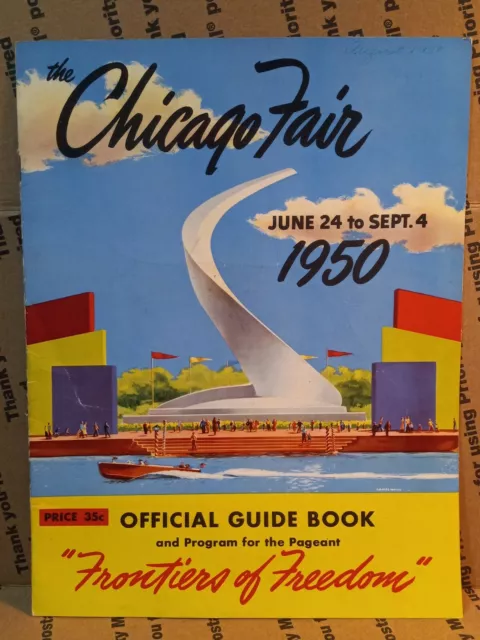 the
Chicago Fair
JUNE 24 to SEPT. 4
1950
PRICE 35c
OFFICIAL GUIDE BOOK
and Program for the Pageant
"Frontiers of Freedom"